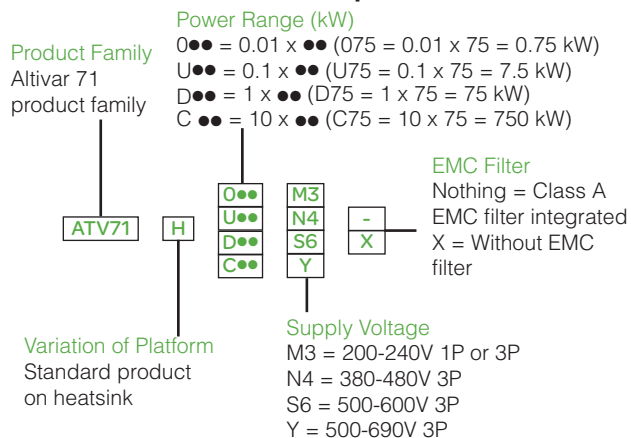 Power Range (kW)
0●● = 0.01 x ●● (075 = 0.01 x 75 = 0.75 kW)
U●● = 0.1 x ●● (U75 = 0.1 x 75 = 7.5 kW)
D●● = 1 x ●● (D75 = 1 x 75 = 75 kW)
C ●● = 10 x ●● (C75 = 10 x 75 = 750 kW)
Product Family
Altivar 71
product family
EMC Filter
Nothing = Class A
EMC filter integrated
X = Without EMC
filter
ATV71
H
0●●
U●●
D●●
C●●
M3
N4
S6
Y
-
X
Variation of Platform
Standard product
on heatsink
Supply Voltage
M3 = 200-240V 1P or 3P
N4 = 380-480V 3P
S6 = 500-600V 3P
Y = 500-690V 3P